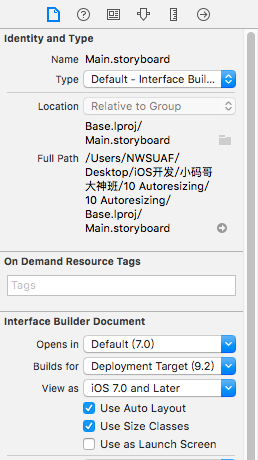 Identity and Type
Name Main.storyboard
Type Default - Interface Buil...
Location Relative to Group
Base.lproj/
Main.storyboard
Full Path /Users/NWSUAF/
Desktop/iOS开发/小码哥
大神班/10 Autoresizing/
10 Autoresizing/
Base.lproj/
Main.storyboard
On Demand Resource Tags
Tags
Interface Builder Document
Opens in Default (7.0)
Builds for Deployment Target (9.2)
View as iOS 7.0 and Later
Use Auto Layout
Use Size Classes
Use as Launch Screen